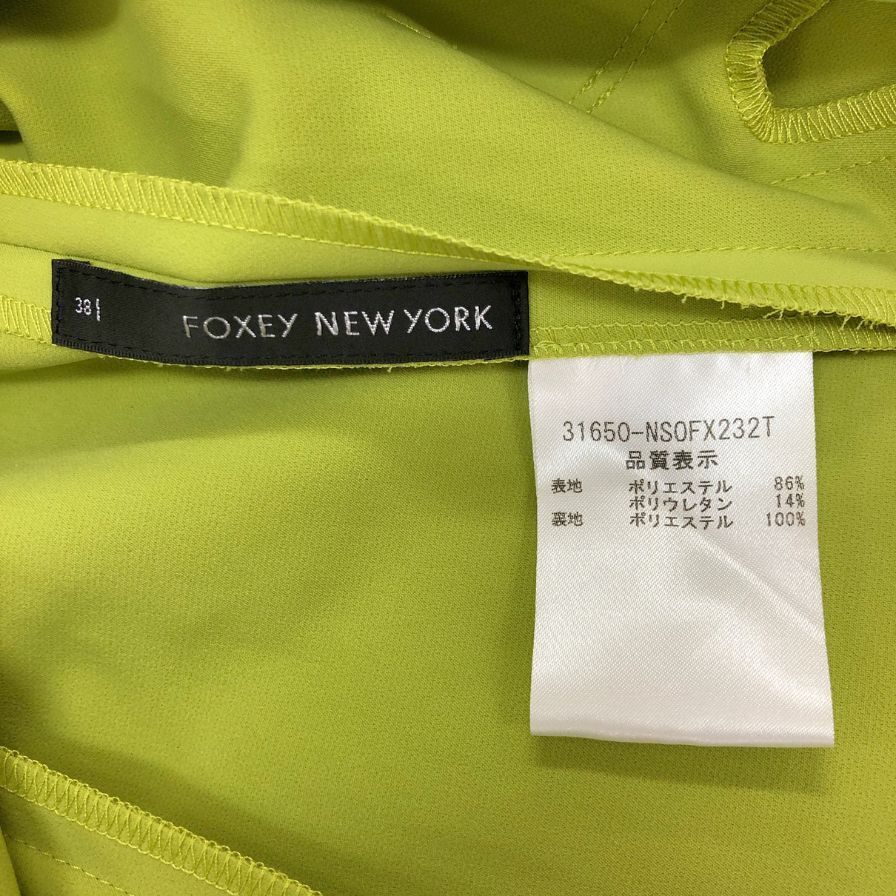 38
FOXEY NEW YORK
31650-NSOFX232T
品質表示
表地 ポリエステル 86%
ポリウレタン 14%
裏地 ポリエステル 100%